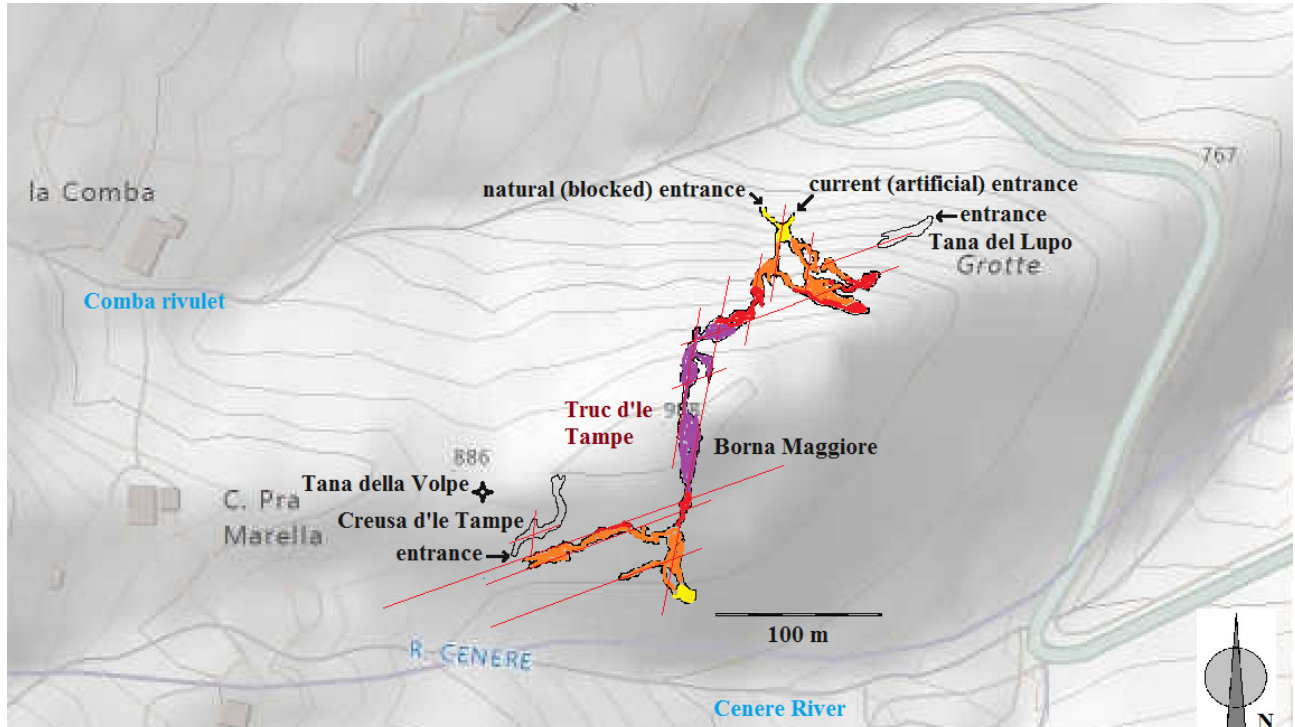 767
la Comba
natural (blocked) entrance
current (artificial) entrance
entrance
Tana del Lupo
Grotte
Comba rivulet
Truc d'le
Tampe
Borna Maggiore
886
Tana della Volpe
C. Pra
Marella
Creusa d'le Tampe
entrance
100 m
R. CENERE
Cenere River
N